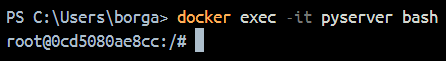 PS C:\Users\borga> docker exec -it pyserver bash
root@0cd5080ae8cc:/#